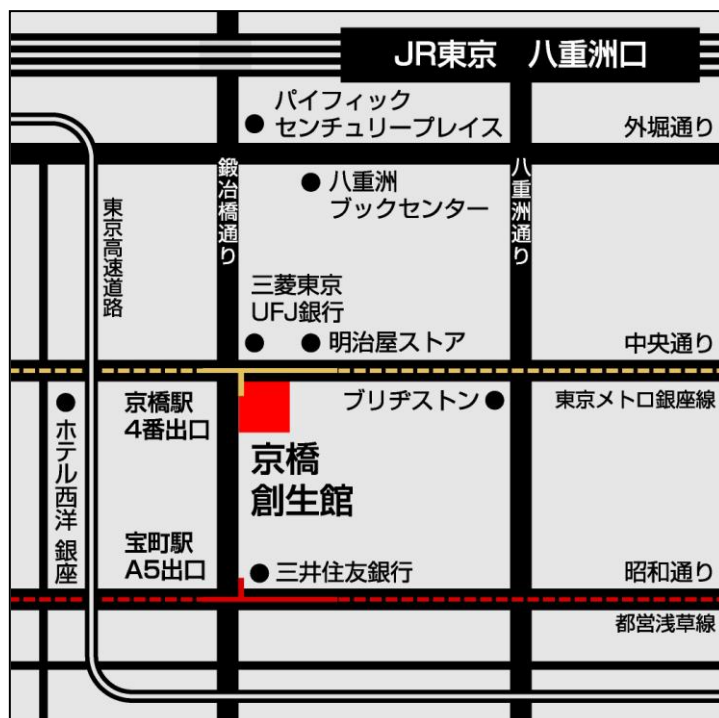 JR東京 八重洲口
パイフィック
センチュリープレイス
外堀通り
鍛冶橋通り
八重洲通り
八重洲
ブックセンター
東京高速道路
三菱東京
UFJ銀行
明治屋ストア
中央通り
京橋駅
4番出口
ブリヂストン
東京メトロ銀座線
ホテル西洋 銀座
京橋
創生館
宝町駅
A5出口
三井住友銀行
昭和通り
都営浅草線